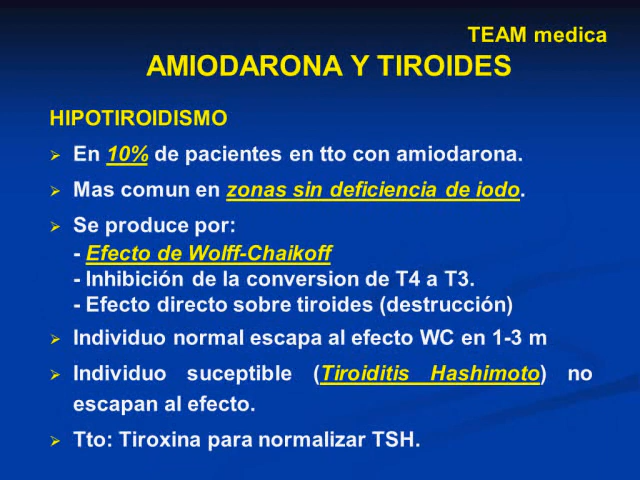 TEAM medica
AMIODARONA Y TIROIDES
HIPOTIROIDISMO
➢ En 10% de pacientes en tto con amiodarona.
➢ Mas comun en zonas sin deficiencia de iodo.
➢ Se produce por:
- Efecto de Wolff-Chaikoff
- Inhibición de la conversion de T4 a T3.
- Efecto directo sobre tiroides (destrucción)
➢ Individuo normal escapa al efecto WC en 1-3 m
➢ Individuo suceptible (Tiroiditis Hashimoto) no
escapan al efecto.
➢ Tto: Tiroxina para normalizar TSH.